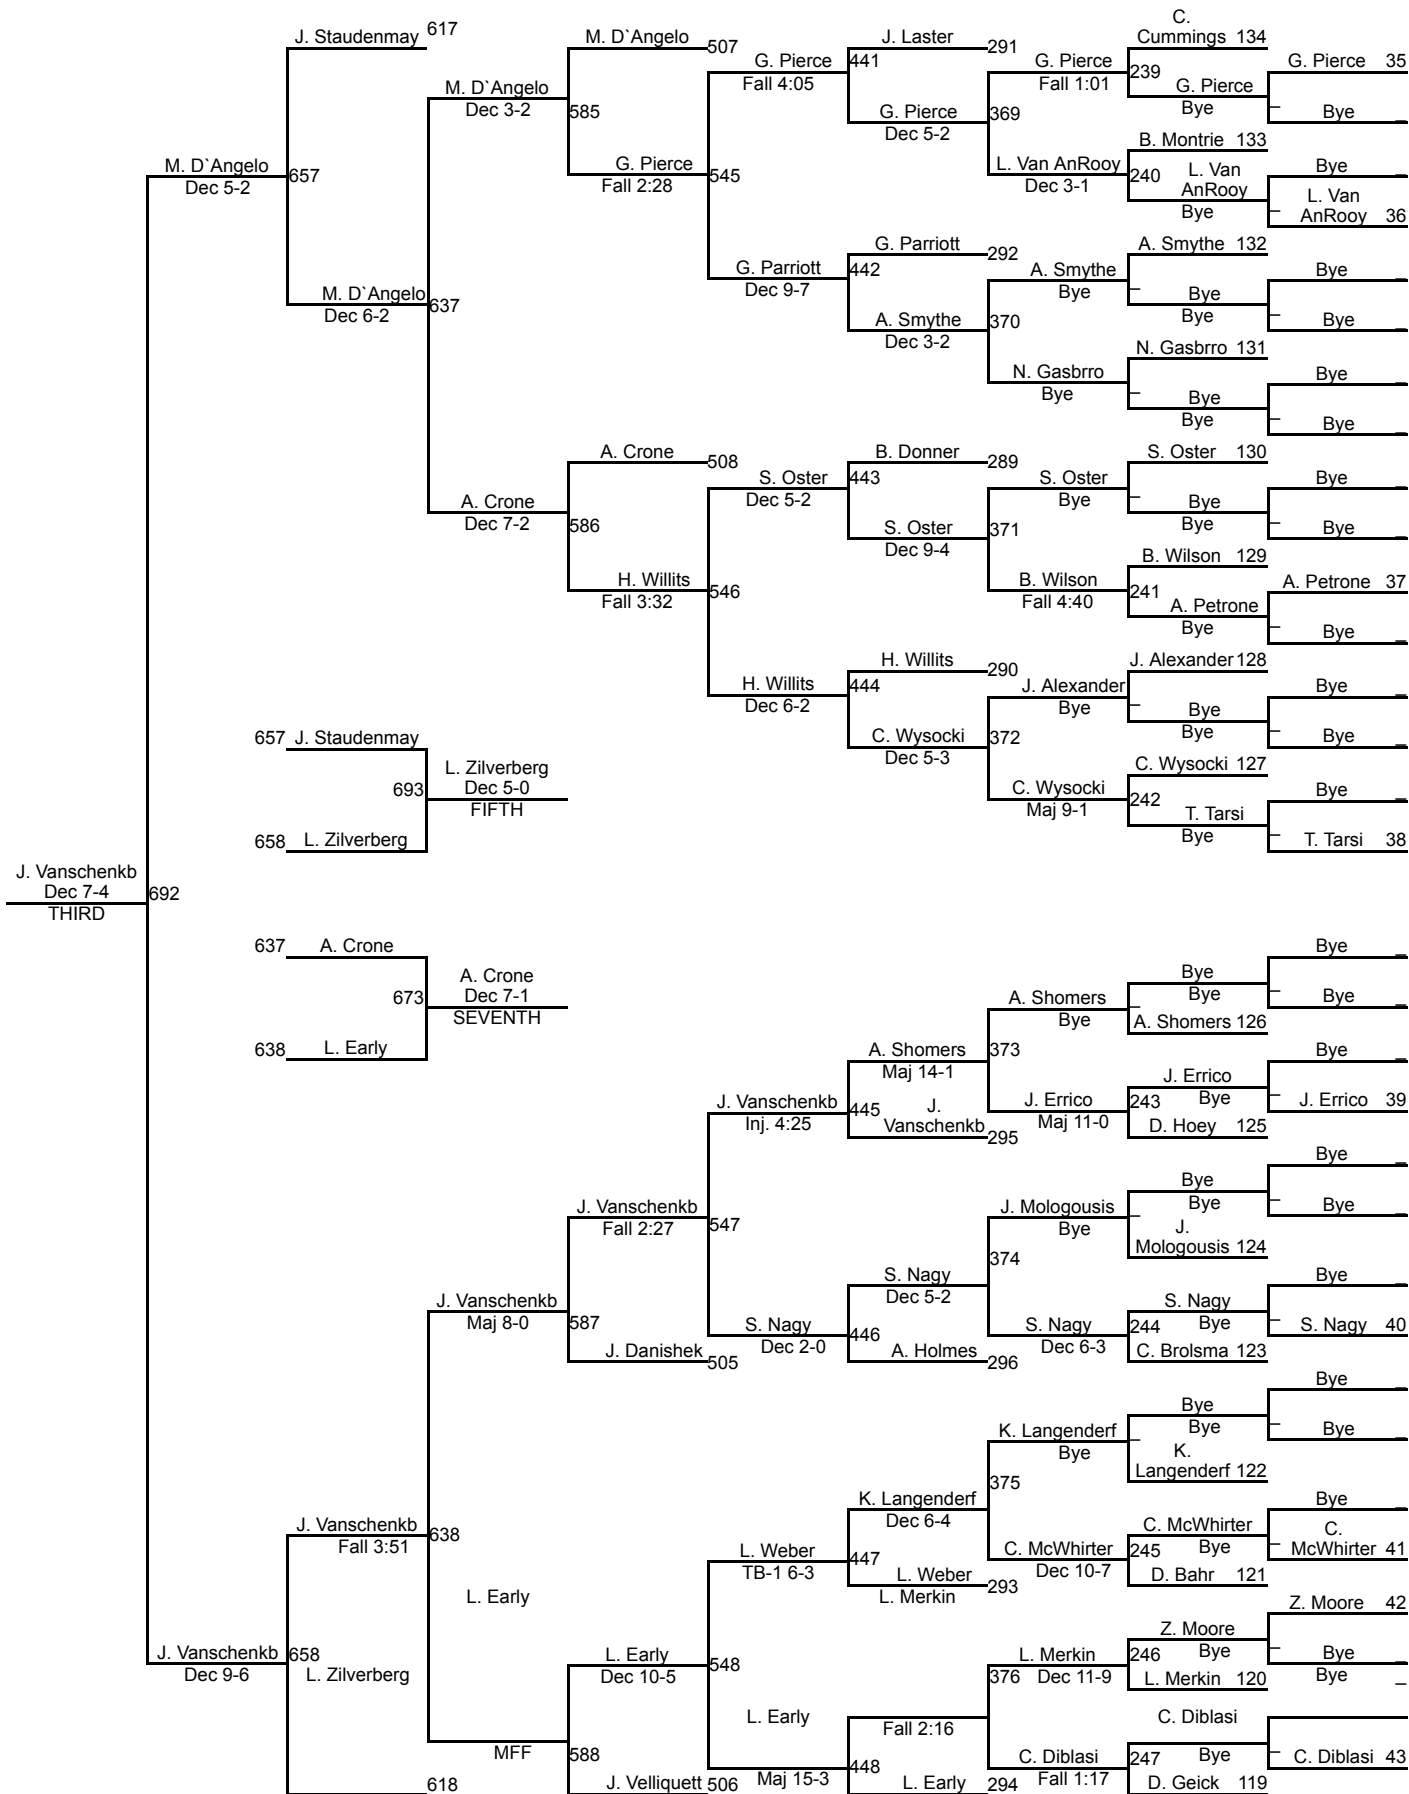 C.
J. Staudenmay 617
M. D`Angelo 507
J. Laster 291
Cummings 134
G. Pierce 441
G. Pierce 239
G. Pierce 35
Fall 4:05
Fall 1:01
M. D`Angelo
G. Pierce
Dec 3-2 585
G. Pierce 369
Bye _
Bye _
Dec 5-2
B. Montrie 133
M. D`Angelo 657
G. Pierce 545
L. Van AnRooy 240
L. Van
AnRooy
Bye _
Dec 5-2
Fall 2:28
Dec 3-1
Bye _
L. Van
AnRooy 36
G. Parriott 292
A. Smythe 132
G. Parriott 442
A. Smythe _
Bye _
Dec 9-7
Bye
Bye
M. D`Angelo 637
A. Smythe 370
Bye _
Bye _
Dec 6-2
Dec 3-2
N. Gasbrro 131
N. Gasbrro _
Bye _
Bye
Bye
Bye _
Bye _
A. Crone 508
B. Donner 289
S. Oster 130
S. Oster 443
S. Oster _
Bye _
Dec 5-2
Bye
Bye
A. Crone 586
S. Oster 371
Bye _
Bye _
Dec 7-2
Dec 9-4
B. Wilson 129
H. Willits 546
B. Wilson 241
A. Petrone 37
Fall 3:32
Fall 4:40
A. Petrone
Bye _
Bye _
H. Willits 290
J. Alexander 128
H. Willits 444
J. Alexander _
Bye _
Dec 6-2
Bye
Bye
657 J. Staudenmay
C. Wysocki 372
Bye _
Bye _
Dec 5-3
L. Zilverberg
C. Wysocki 127
693 Dec 5-0
C. Wysocki 242
Bye _
FIFTH
Maj 9-1
T. Tarsi
658 L. Zilverberg
Bye _
T. Tarsi 38
J. Vanschenkb
Dec 7-4 692
THIRD
637 A. Crone
Bye _
A. Crone
Bye
673 Dec 7-1
A. Shomers _
Bye _
Bye _
SEVENTH
Bye
A. Shomers 126
638 L. Early
A. Shomers 373
Bye _
Maj 14-1
J. Errico
J. Vanschenkb 445
J.
J. Errico 243
Bye _
J. Errico 39
Inj. 4:25
Vanschenkb 295
Maj 11-0
D. Hoey 125
Bye _
Bye
J. Vanschenkb 547
J. Mologousis _
Bye _
Bye _
Fall 2:27
Bye
J.
Mologousis 124
374
S. Nagy
Bye _
Dec 5-2
J. Vanschenkb 587
S. Nagy
Maj 8-0
S. Nagy 446
S. Nagy 244
Bye _
S. Nagy 40
Dec 2-0
Dec 6-3
J. Danishek 505
A. Holmes 296
C. Brolsma 123
Bye _
Bye
K. Langenderf _
Bye _
Bye _
Bye
K.
Langenderf 122
375
K. Langenderf
Bye _
Dec 6-4
J. Vanschenkb 638
C. McWhirter
C.
Fall 3:51
L. Weber 447
C. McWhirter 245
Bye _
McWhirter 41
TB-1 6-3
L. Weber 293
Dec 10-7
D. Bahr 121
L. Early
L. Merkin
Z. Moore 42
Z. Moore
J. Vanschenkb 658
L. Early 548
L. Merkin 246
Bye _
Bye _
Dec 9-6
L. Zilverberg
Dec 10-5
376 Dec 11-9
L. Merkin 120
Bye _
L. Early
C. Diblasi
Fall 2:16
MFF 588
C. Diblasi 247
Bye _
C. Diblasi 43
618
J. Velliquett 506
Maj 15-3 448
L. Early 294
Fall 1:17
D. Geick 119